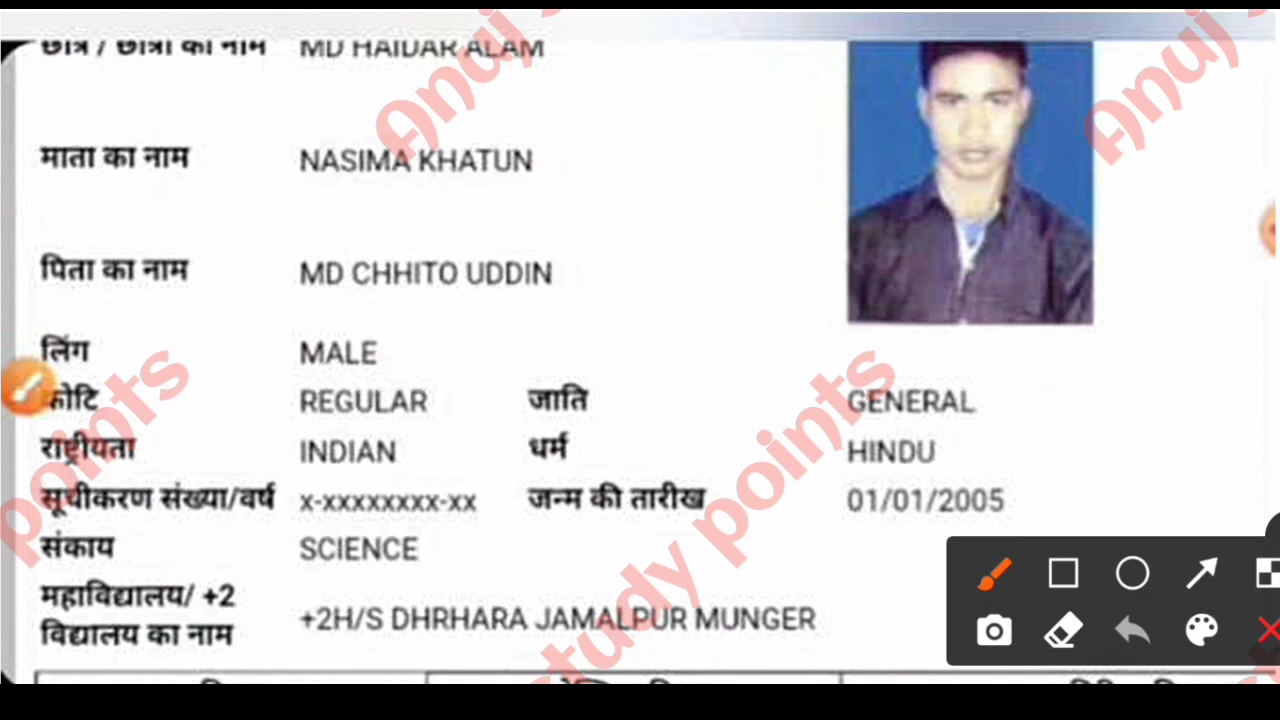 छात्र / छात्रा का नाम MD HAIDAR ALAM
माता का नाम NASIMA KHATUN
पिता का नाम MD CHHITO UDDIN
लिंग MALE
कोटि REGULAR जाति GENERAL
राष्ट्रीयता INDIAN धर्म HINDU
सूचीकरण संख्या/वर्ष x-xxxxxxxx-xx जन्म की तारीख 01/01/2005
संकाय SCIENCE
महाविद्यालय/ +2
विद्यालय का नाम +2H/S DHRHARA JAMALPUR MUNGER
Anuj
Anuj
points
study points